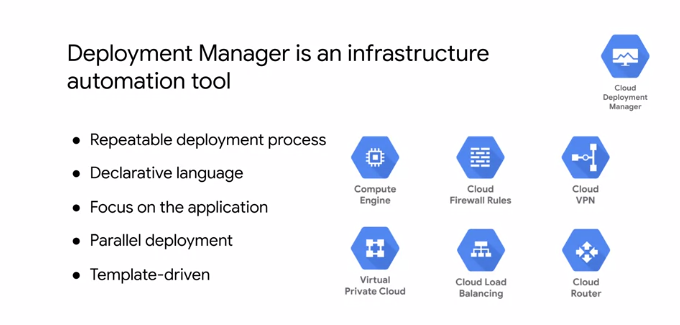 Deployment Manager is an infrastructure
automation tool
Cloud
Deployment
Manager
● Repeatable deployment process
● Declarative language
● Focus on the application
● Parallel deployment
● Template-driven
Compute
Engine
Cloud
Firewall Rules
Cloud
VPN
Virtual
Private Cloud
Cloud Load
Balancing
Cloud
Router